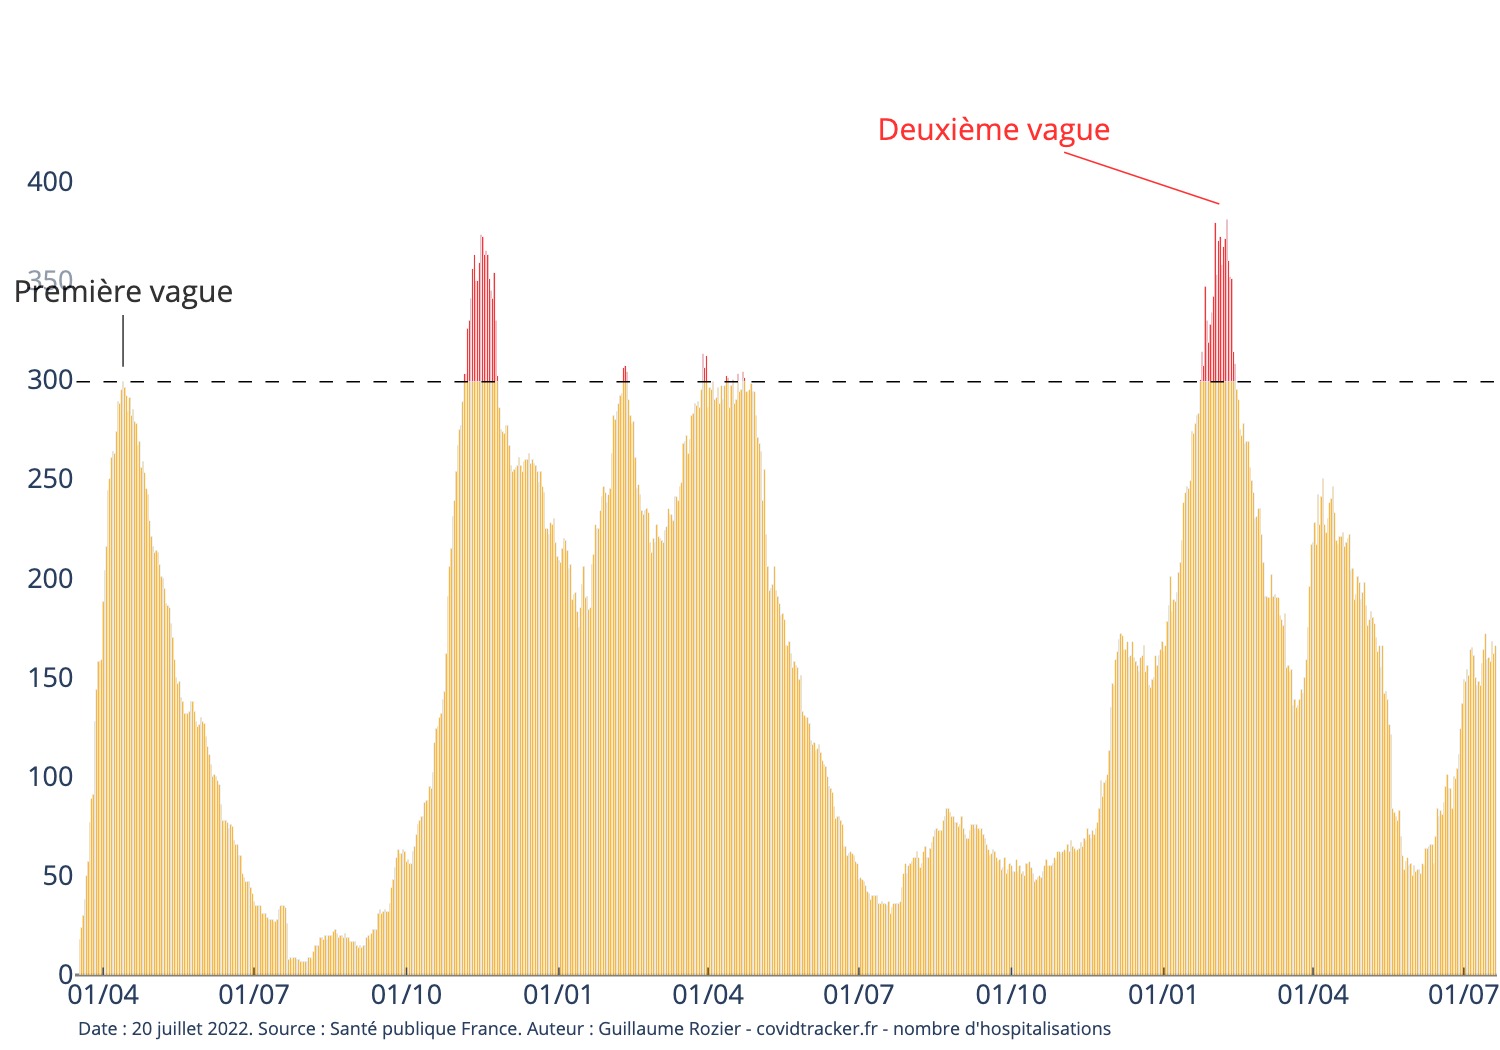 Deuxième vague
400
350
Première vague
300
250
200
150
100
50
0
01/04 01/07 01/10 01/01 01/04 01/07 01/10 01/01 01/04 01/07
Date : 20 juillet 2022. Source : Santé publique France. Auteur : Guillaume Rozier - covidtracker.fr - nombre d'hospitalisations